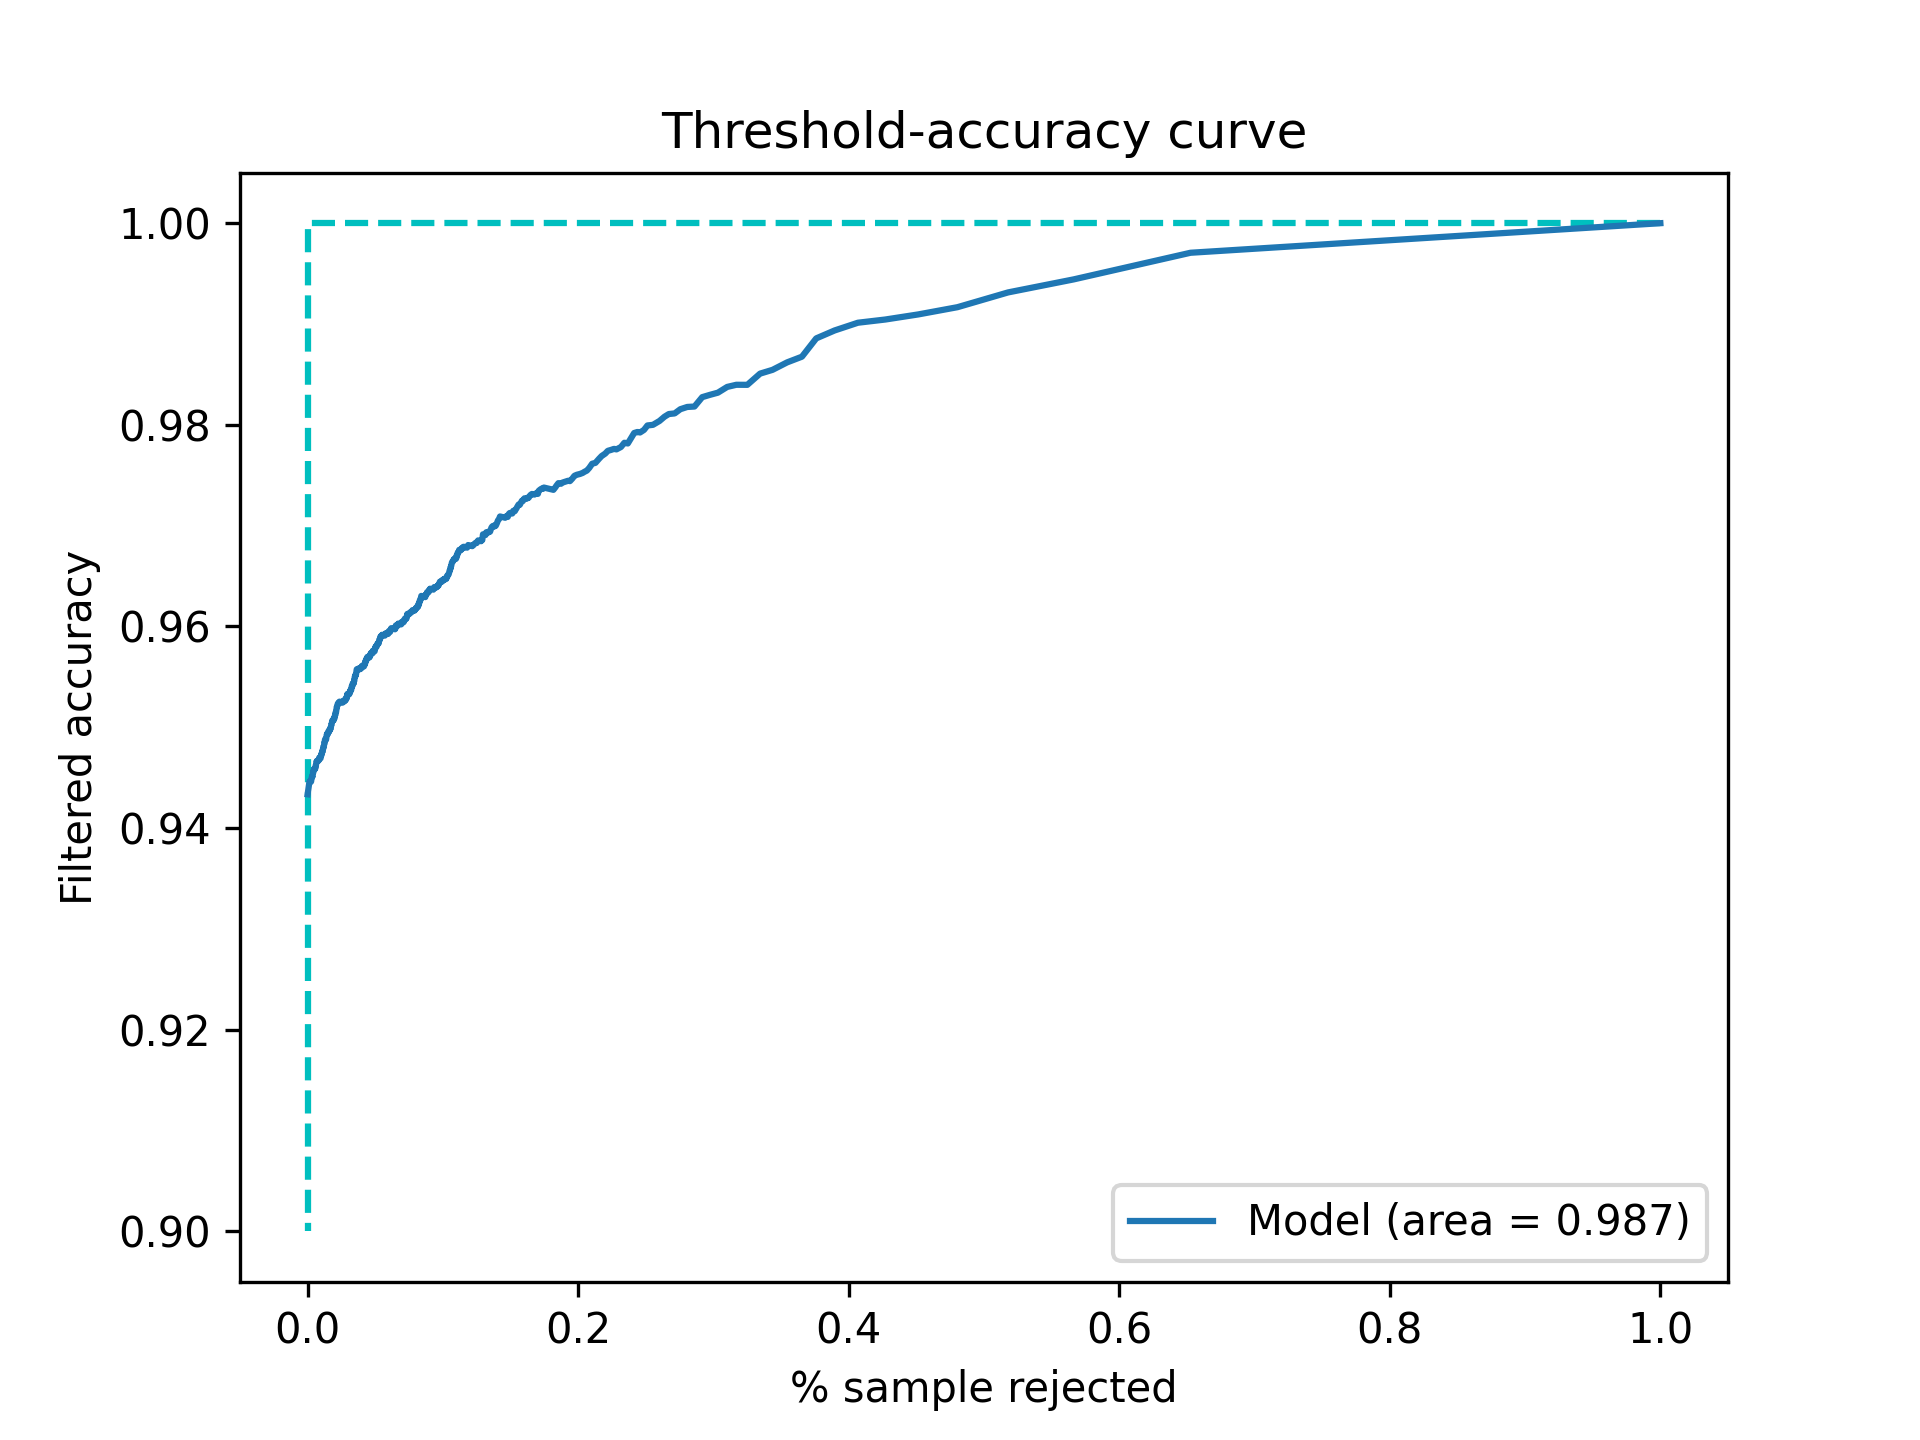 Threshold-accuracy curve
1.00
0.98
0.96
0.94
0.92
0.90
Filtered accuracy
Model (area = 0.987)
0.0 0.2 0.4 0.6 0.8 1.0
% sample rejected